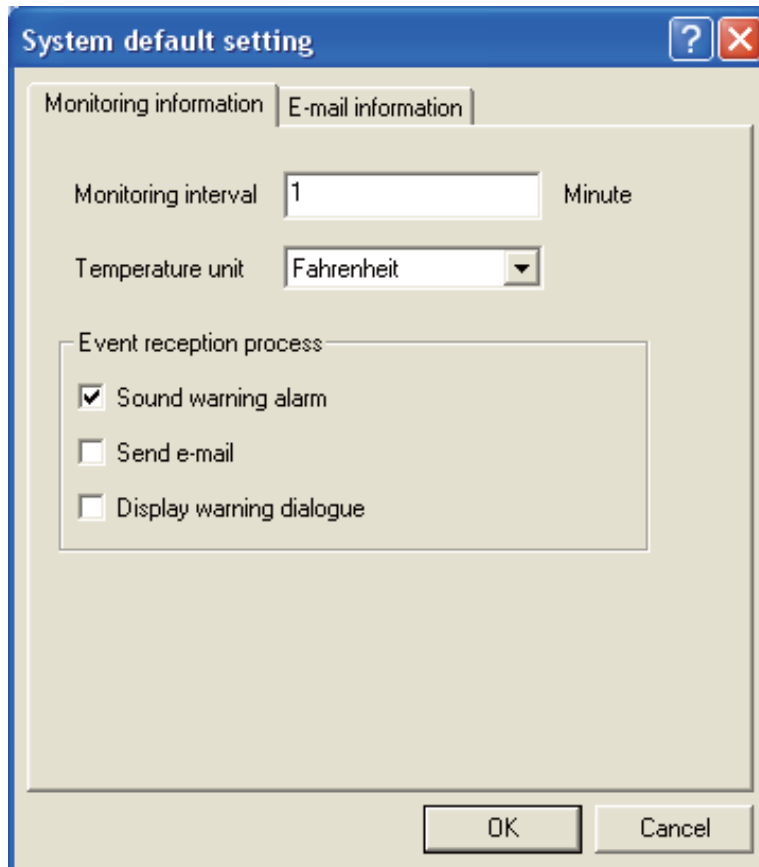 System default setting
Monitoring information E-mail information
Monitoring interval 1 Minute
Temperature unit Fahrenheit
Event reception process
Sound warning alarm
Send e-mail
Display warning dialogue
OK Cancel